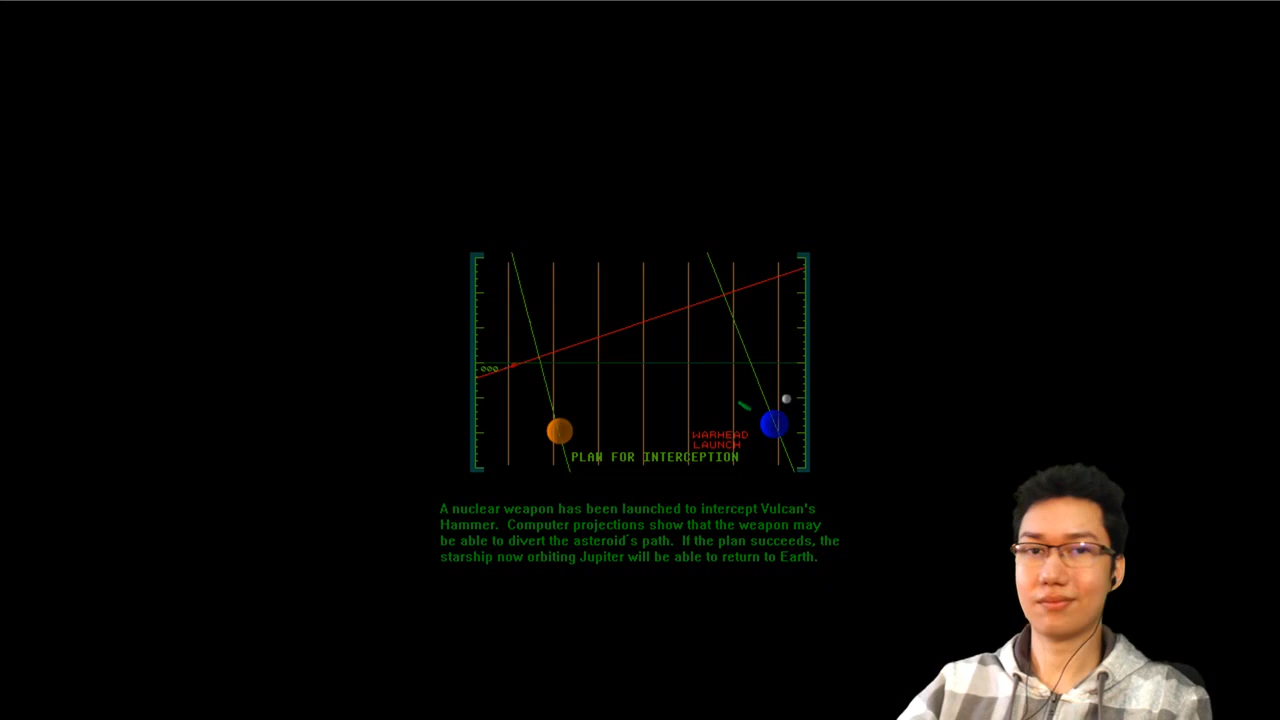 000
WARHEAD
LAUNCH
PLAN FOR INTERCEPTION
A nuclear weapon has been launched to intercept Vulcan's
Hammer.  Computer projections show that the weapon may
be able to divert the asteroid´s path.  If the plan succeeds, the
starship now orbiting Jupiter will be able to return to Earth.